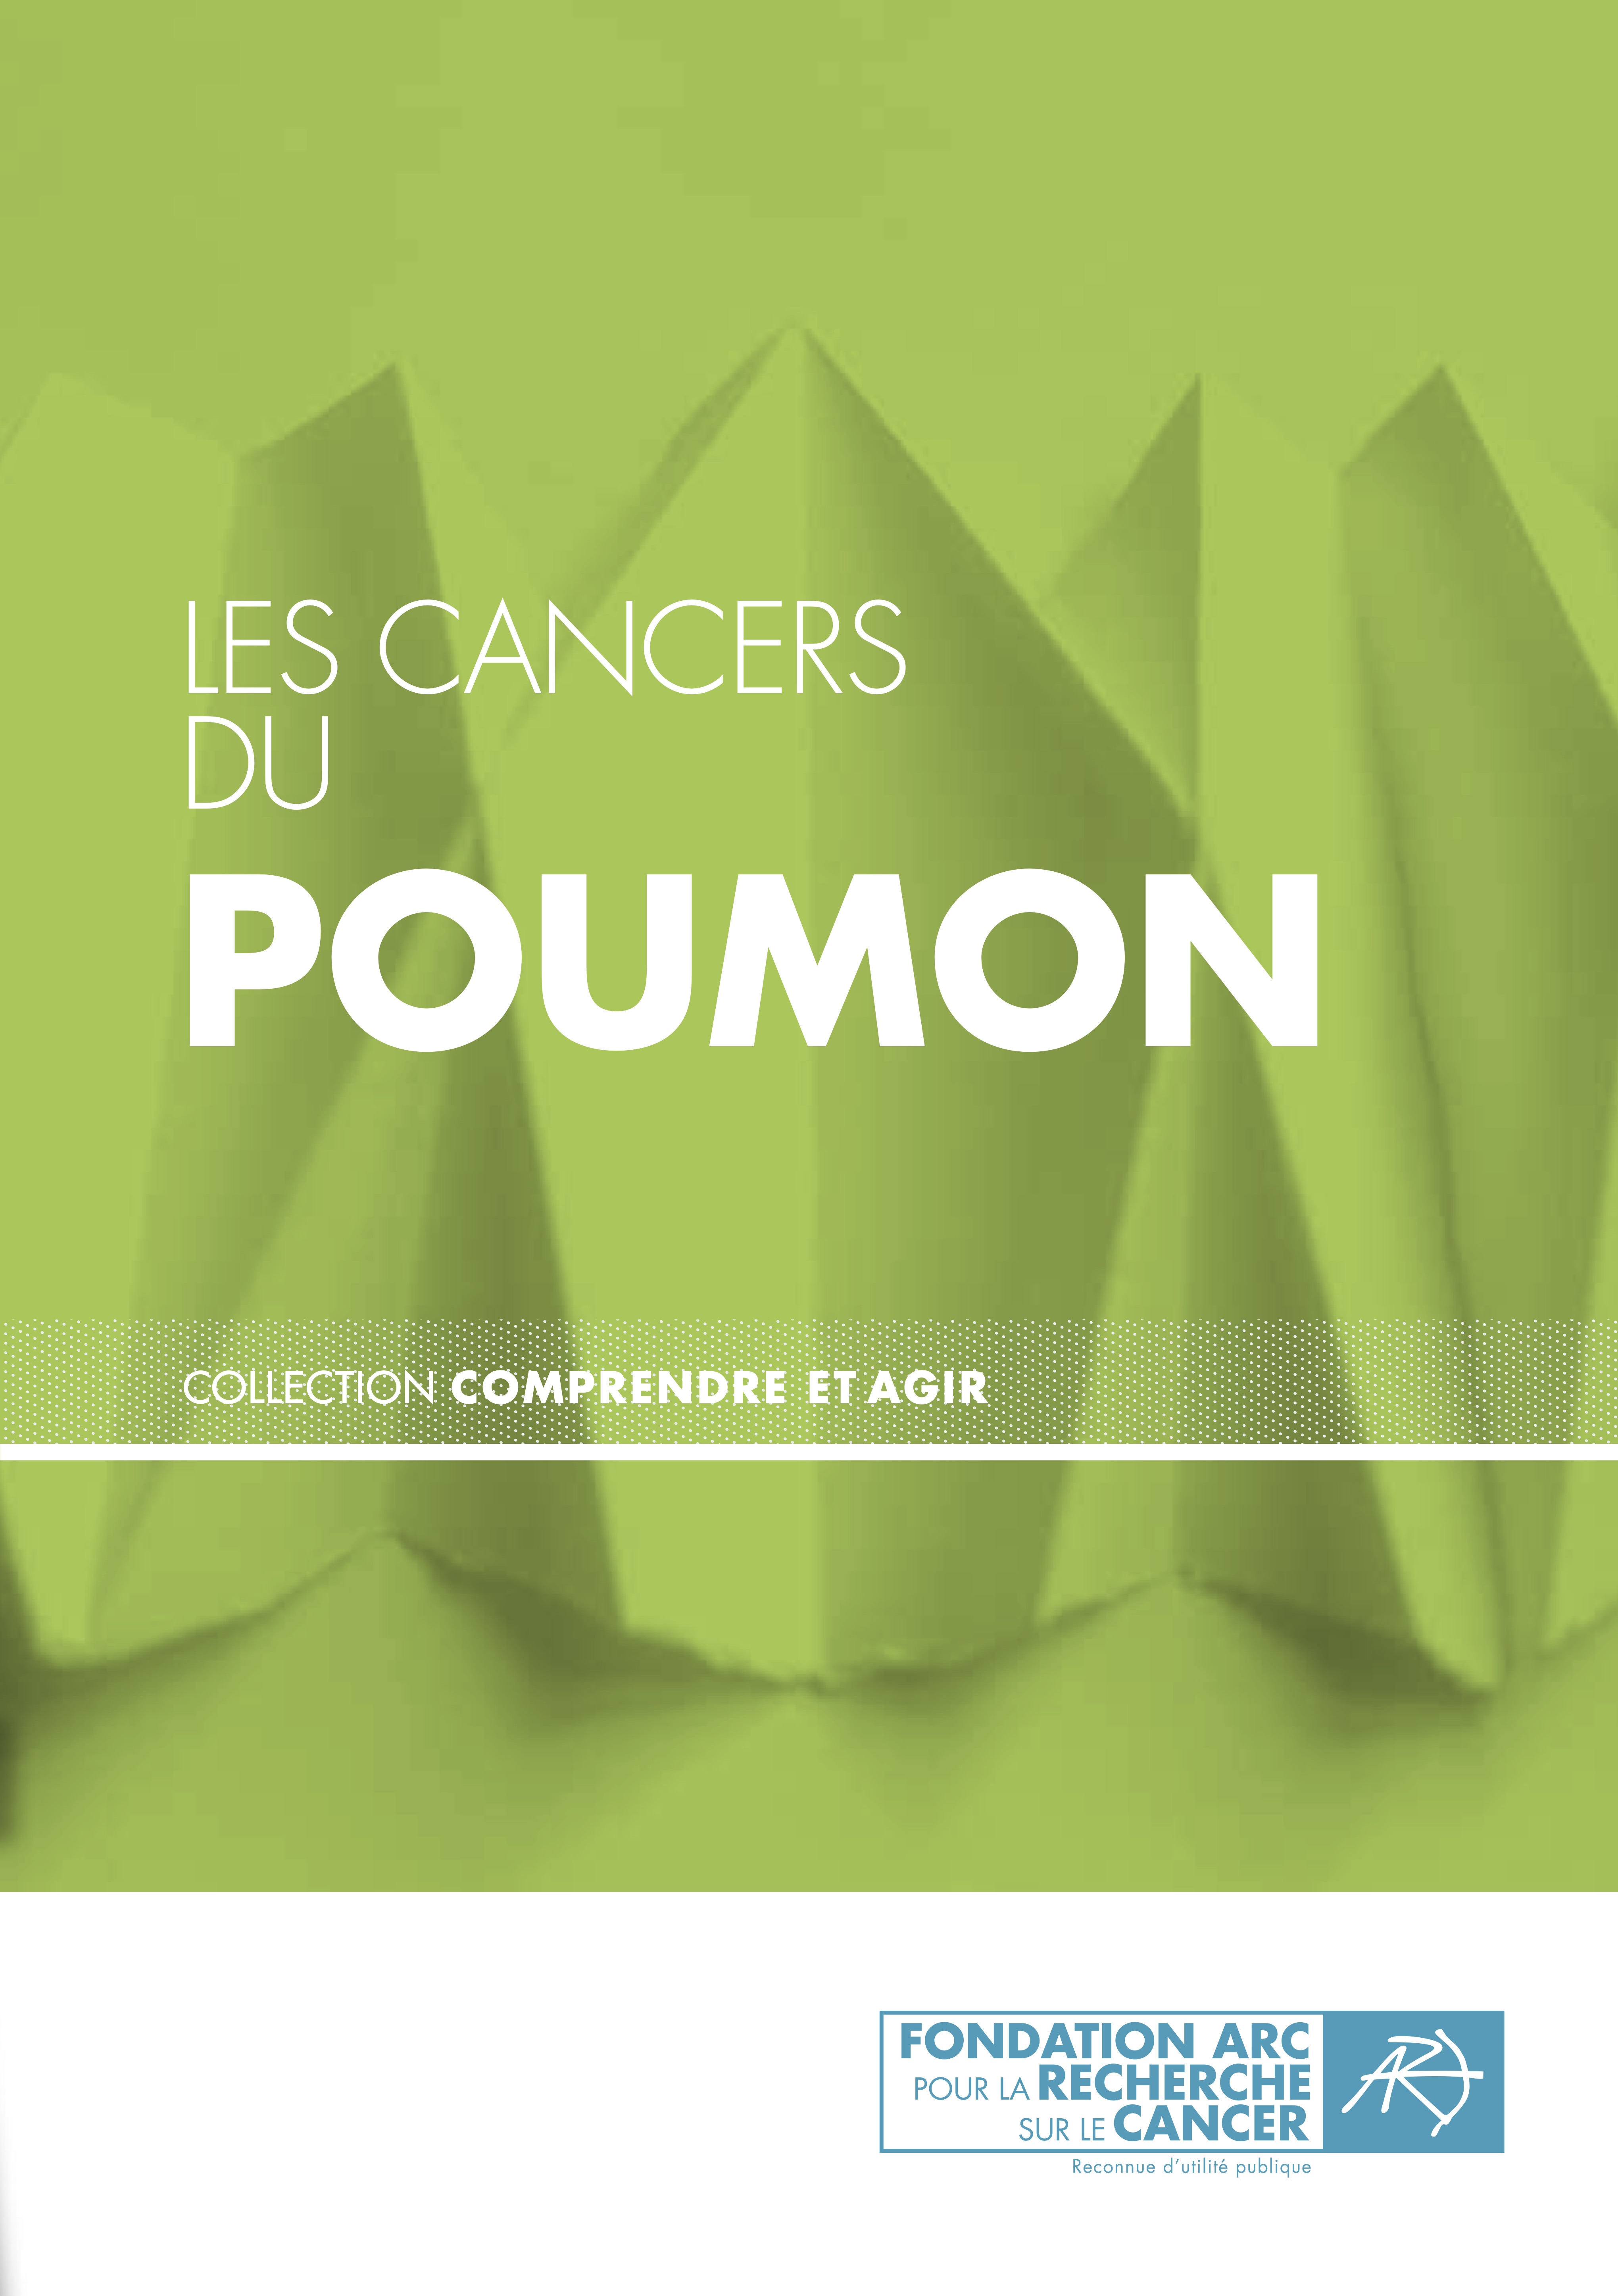 LES CANCERS
DU
POUMON
COLLECTION COMPRENDRE ET AGIR
FONDATION ARC
POUR LA RECHERCHE
SUR LE CANCER
Reconnue d'utilité publique